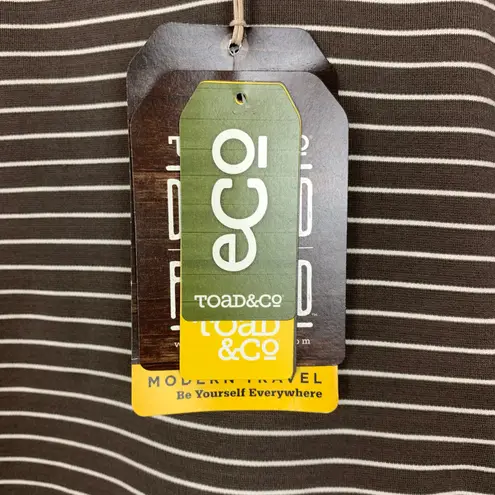 eco
TOAD&CO
TOAD
&CO
MODERN TRAVEL
Be Yourself Everywhere